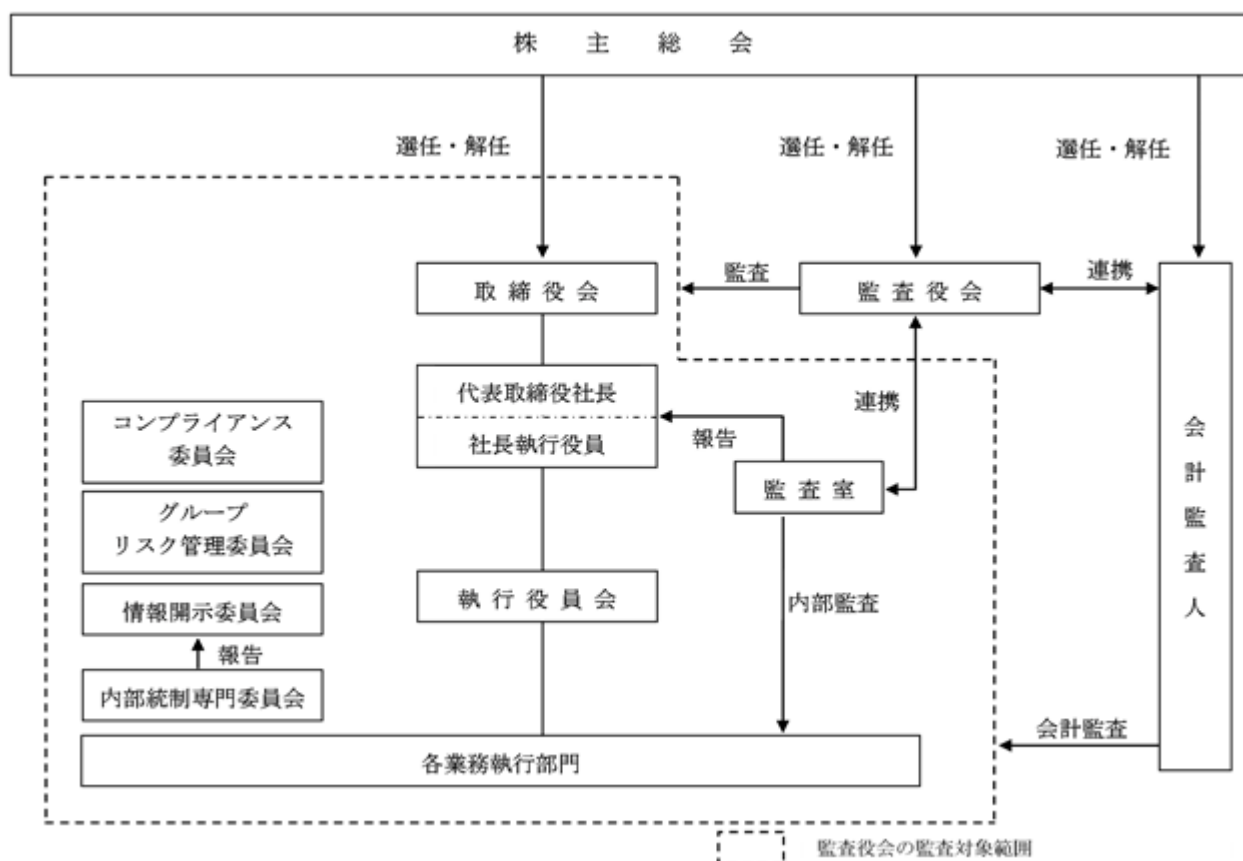 株主総会
選任・解任
選任・解任
選任・解任
取締役会
監査
監査役会
連携
代表取締役社長
社長執行役員
報告
連携
監査室
会計監査人
コンプライアンス
委員会
グループ
リスク管理委員会
情報開示委員会
報告
内部統制専門委員会
執行役員会
内部監査
各業務執行部門
会計監査
監査役会の監査対象範囲